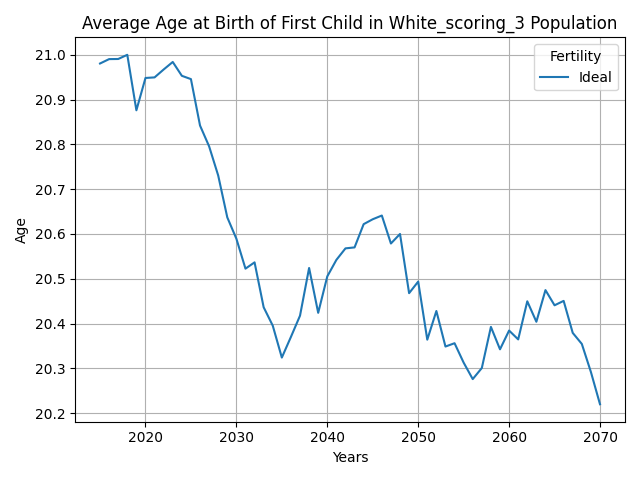 Average Age at Birth of First Child in White_scoring_3 Population
Fertility
Ideal
Age
21.0
20.9
20.8
20.7
20.6
20.5
20.4
20.3
20.2
2020 2030 2040 2050 2060 2070
Years